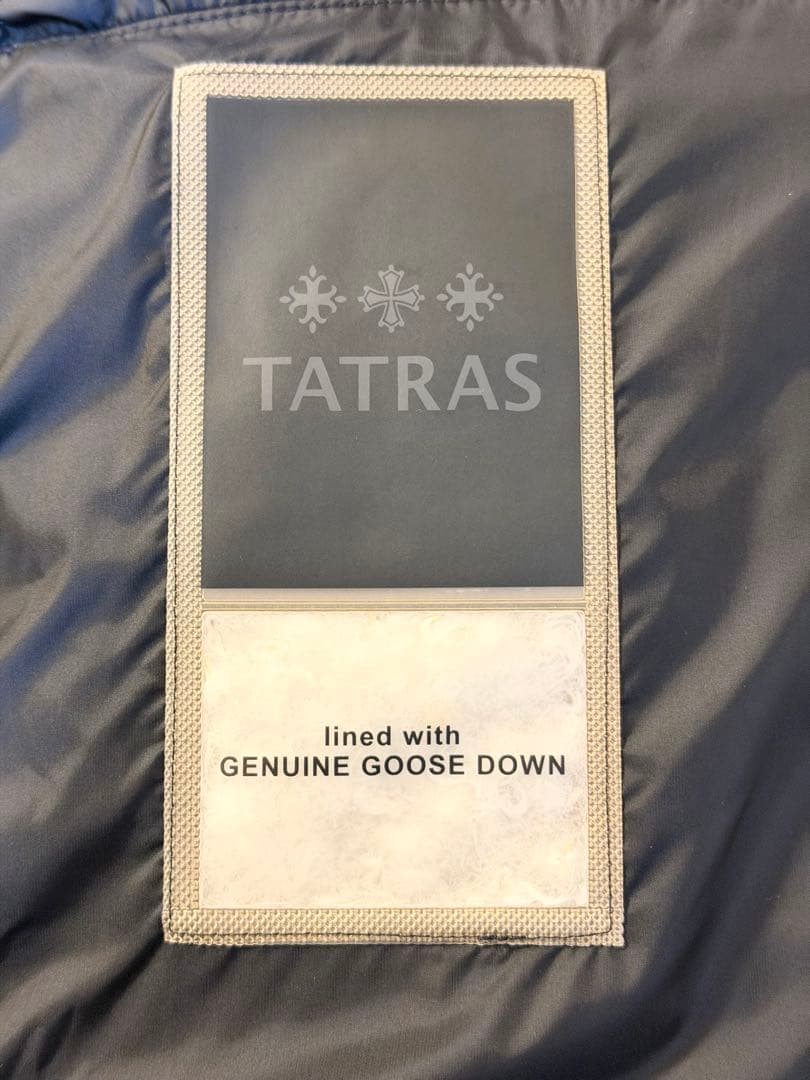 TATRAS
lined with
GENUINE GOOSE DOWN